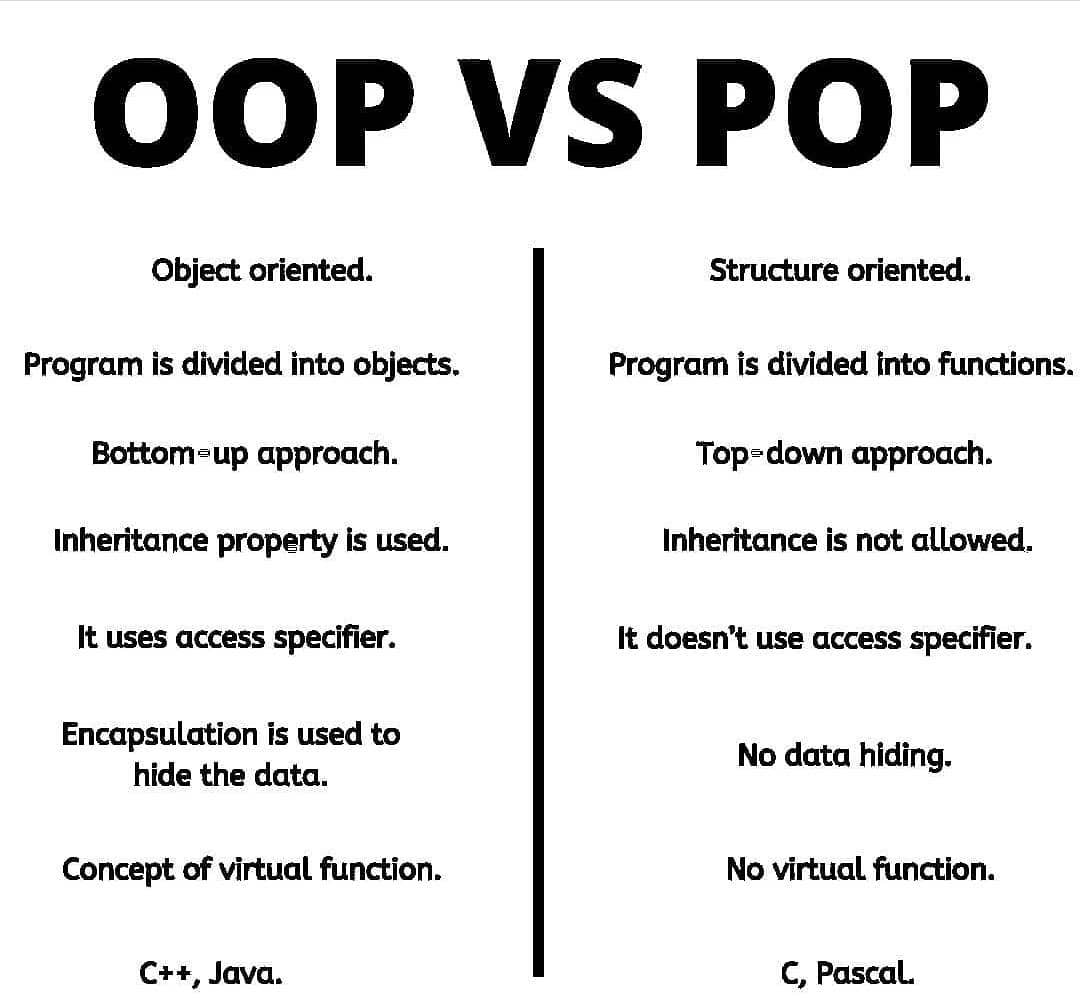 OOP VS POP
Object oriented.
Structure oriented.
Program is divided into objects.
Program is divided into functions.
Bottom-up approach.
Top-down approach.
Inheritance property is used.
Inheritance is not allowed.
It uses access specifier.
It doesn't use access specifier.
Encapsulation is used to
hide the data.
No data hiding.
Concept of virtual function.
No virtual function.
C++, Java.
C, Pascal.